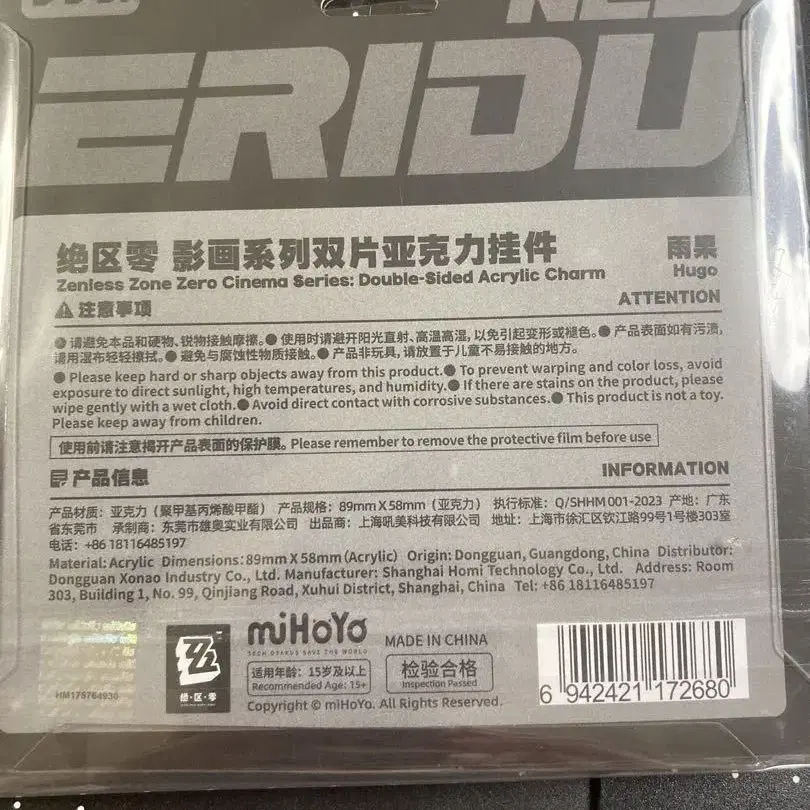 ERIDU
绝区零 影画系列双片亚克力挂件 雨果
Zenless Zone Zero Cinema Series: Double-Sided Acrylic Charm Hugo
注意事项 ATTENTION
● 请避免本品和硬物、锐物接触摩擦。● 使用时请避开阳光直射、高温高湿,以免引起变形或褪色。● 产品表面如有污渍,
请用湿布轻轻擦拭。● 避免与腐蚀性物质接触。● 产品非玩具,请放置于儿童不易接触的地方。
● Please keep hard or sharp objects away from this product.● To prevent warping and color loss, avoid
exposure to direct sunlight, high temperatures, and humidity.● If there are stains on the product, please
wipe gently with a wet cloth.● Avoid direct contact with corrosive substances.● This product is not a toy.
Please keep away from children.
使用前请注意揭开产品表面的保护膜。Please remember to remove the protective film before use
产品信息 INFORMATION
产品材质：亚克力（聚甲基丙烯酸甲酯） 产品规格：89mm X 58mm（亚克力） 执行标准：Q/SHHM 001-2023 产地：广东
省东莞市 承制商：东莞市雄奥实业有限公司 出品商：上海吼美科技有限公司 地址：上海市徐汇区钦江路99号1号楼303室
电话：+86 18116485197
Material: Acrylic Dimensions: 89mm X 58mm (Acrylic) Origin: Dongguan, Guangdong, China Distributor:
Dongguan Xonao Industry Co., Ltd. Manufacturer: Shanghai Homi Technology Co., Ltd. Address: Room
303, Building 1, No. 99, Qinjiang Road, Xuhui District, Shanghai, China Tel: +86 18116485197
miHoYo MADE IN CHINA
TECH OTAKUS SAVE THE WORLD
适用年龄：15岁及以上 检验合格
Recommended Age: 15+ Inspection Passed
绝·区·零
Copyright © miHoYo. All Rights Reserved.
HM175764930
6 942421 172680